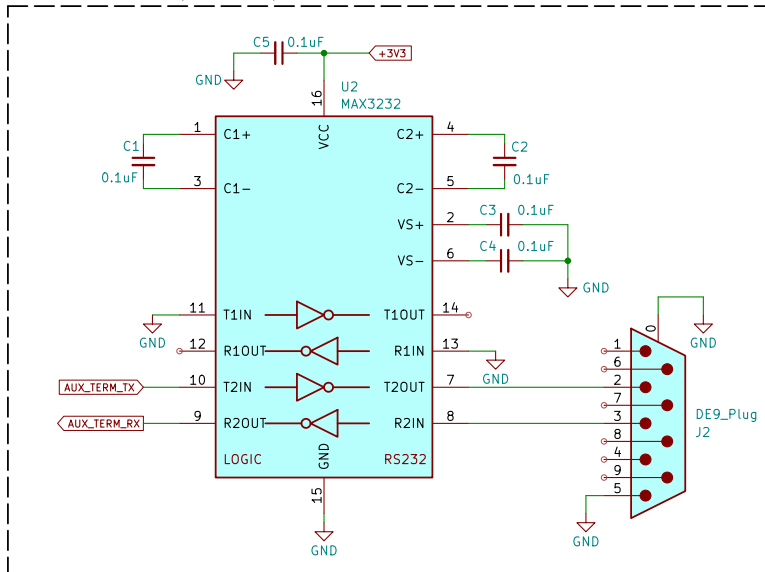 C5 0.1uF
+3V3
GND
U2
MAX3232
16
VCC
1 C1+
C2+ 4
C1
0.1uF
C2
0.1uF
3 C1-
C2- 5
VS+ 2
C3 0.1uF
VS- 6
C4 0.1uF
GND
11 T1IN
T1OUT 14
GND
12 R1OUT
R1IN 13
GND
AUX_TERM_TX
10 T2IN
T2OUT 7
AUX_TERM_RX
9 R2OUT
R2IN 8
LOGIC
GND
RS232
15
GND
0
GND
1
6
2
7
3
8
4
9
5
DE9_Plug
J2
GND